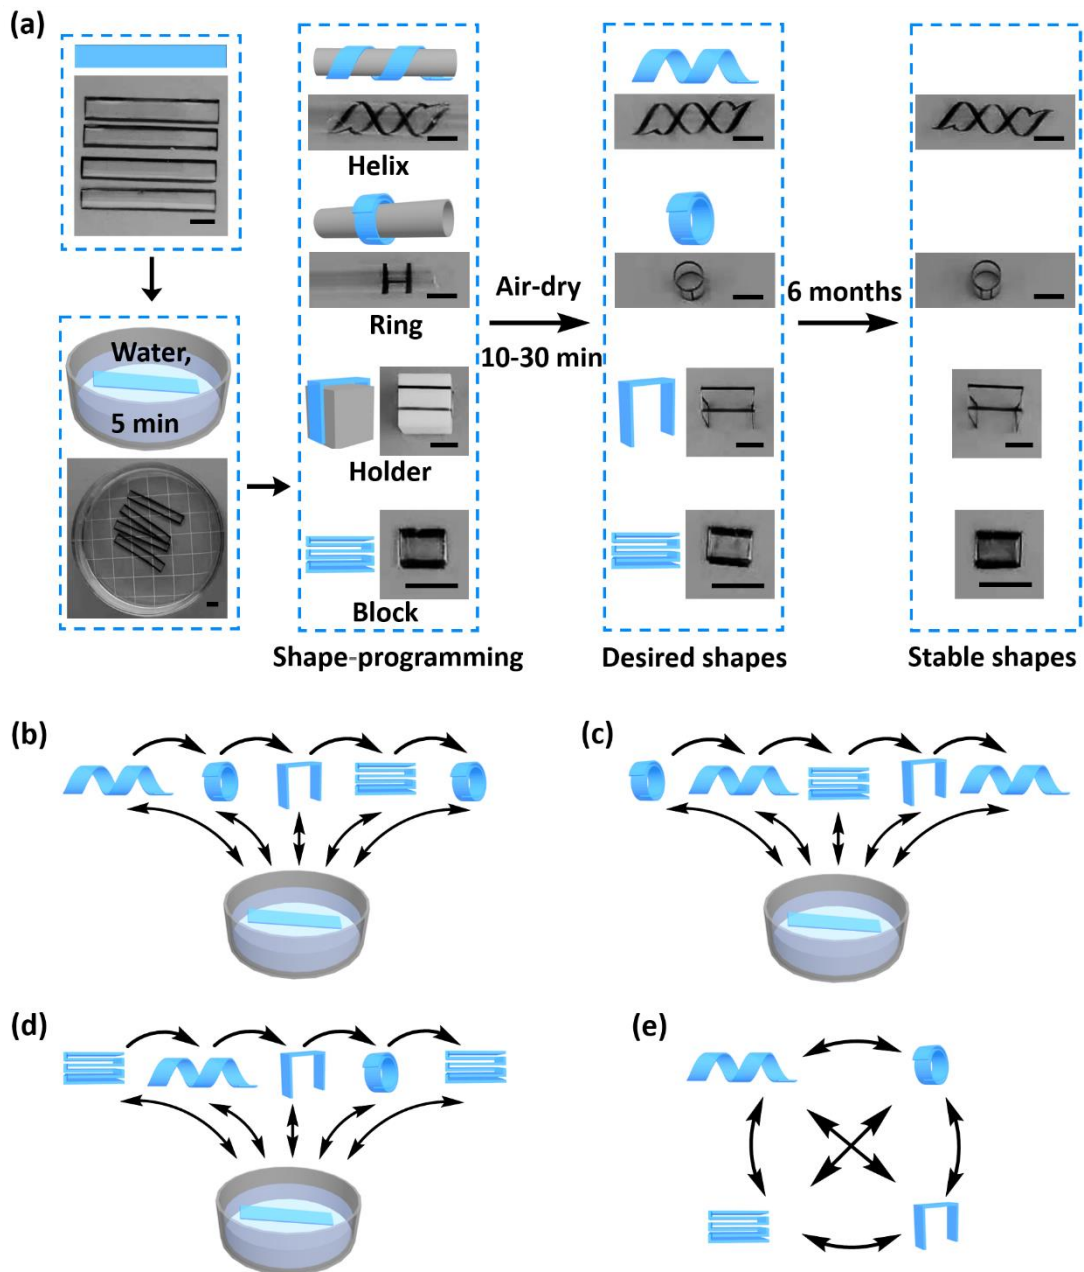 (a)
Water,
5 min
Helix
Ring
Holder
Block
Shape-programming
Air-dry
10-30 min
Desired shapes
6 months
Stable shapes
(b)
(c)
(d)
(e)